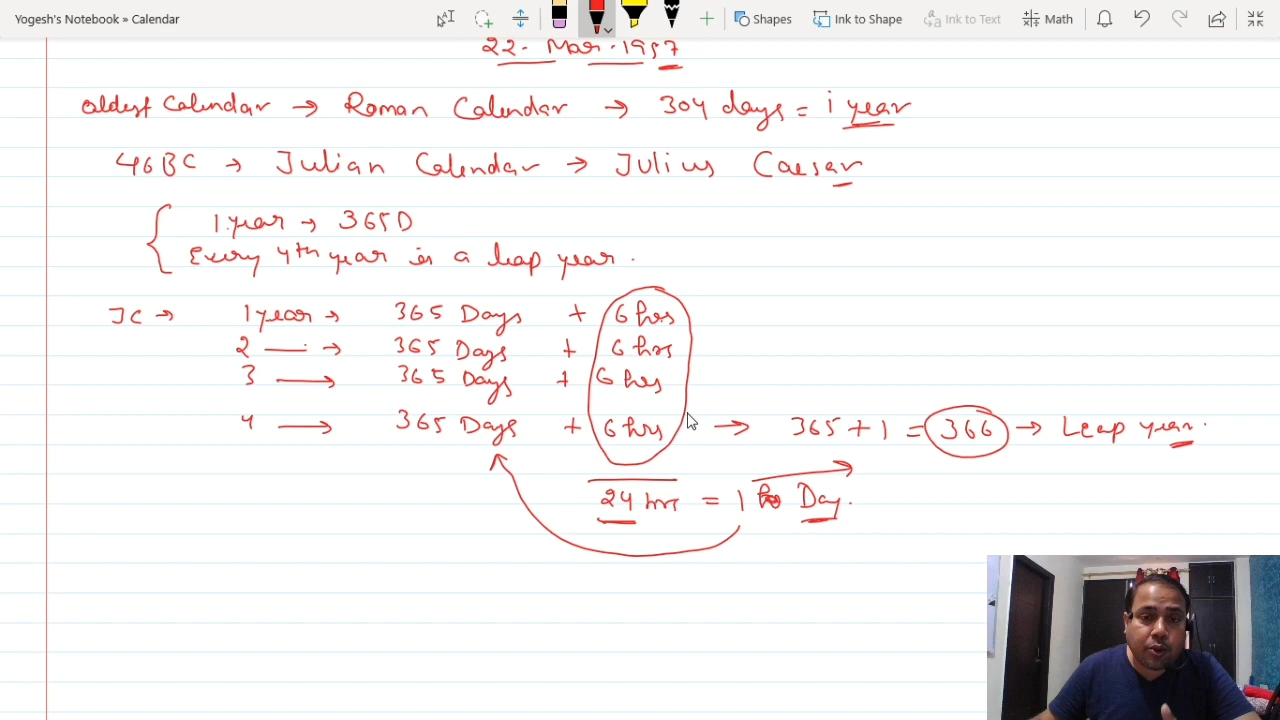 Yogesh's Notebook » Calendar
Shapes Ink to Shape Ink to Text Math
22. Mar. 1957
oldest Calendar → Roman Calendar → 304 days = 1 year
46BC → Julian Calendar → Julius Caesar
1 year → 365D
Every 4th year is a leap year.
JC → 1 year → 365 Days + 6 hrs
2 → 365 Days + 6 hrs
3 → 365 Days + 6 hrs
4 → 365 Days + 6 hrs → 365 + 1 = 366 → Leap year.
24 hrs = 1 Day.